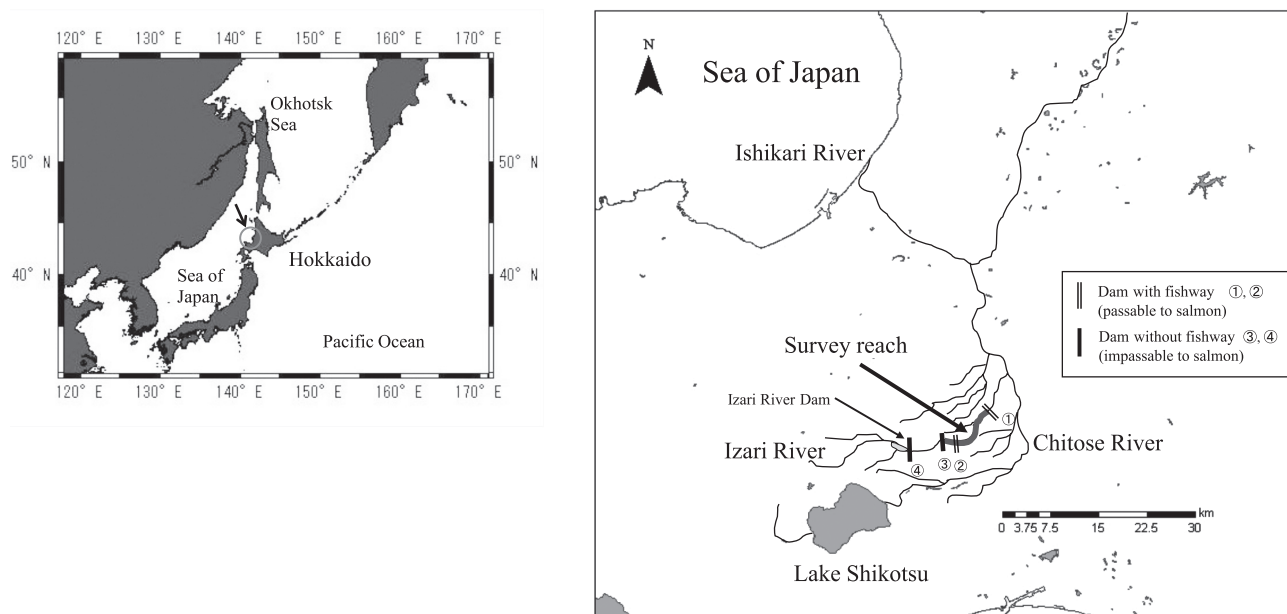 120° E 130° E 140° E 150° E 160° E 170° E
Okhotsk
Sea
50° N 50° N
Hokkaido
40° N 40° N
Sea of
Japan
Pacific Ocean
120° E 130° E 140° E 150° E 160° E 170° E
N
Sea of Japan
Ishikari River
Dam with fishway ①, ②
(passable to salmon)
Dam without fishway ③, ④
(impassable to salmon)
Survey reach
Izari River Dam
①
Izari River
Chitose River
③ ②
④
km
0 3.75 7.5 15 22.5 30
Lake Shikotsu